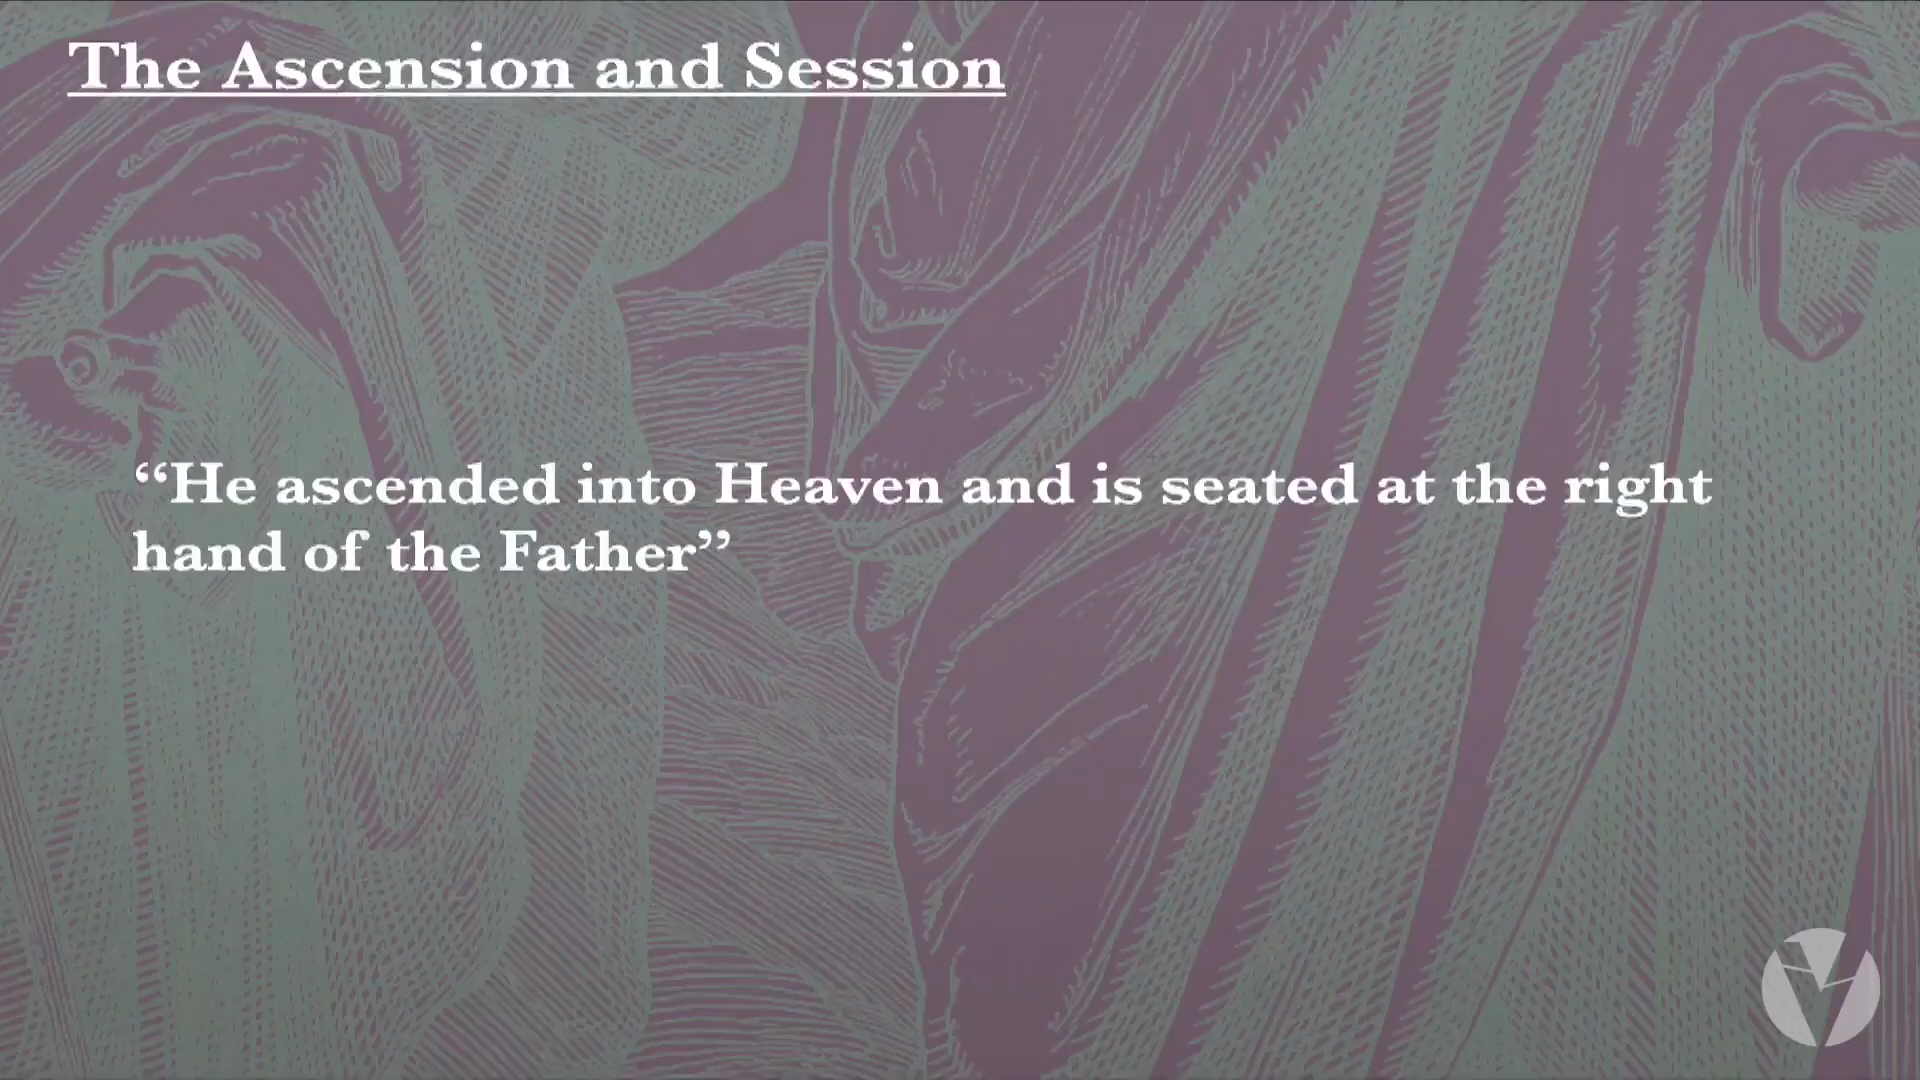 The Ascension and Session
“He ascended into Heaven and is seated at the right
hand of the Father”